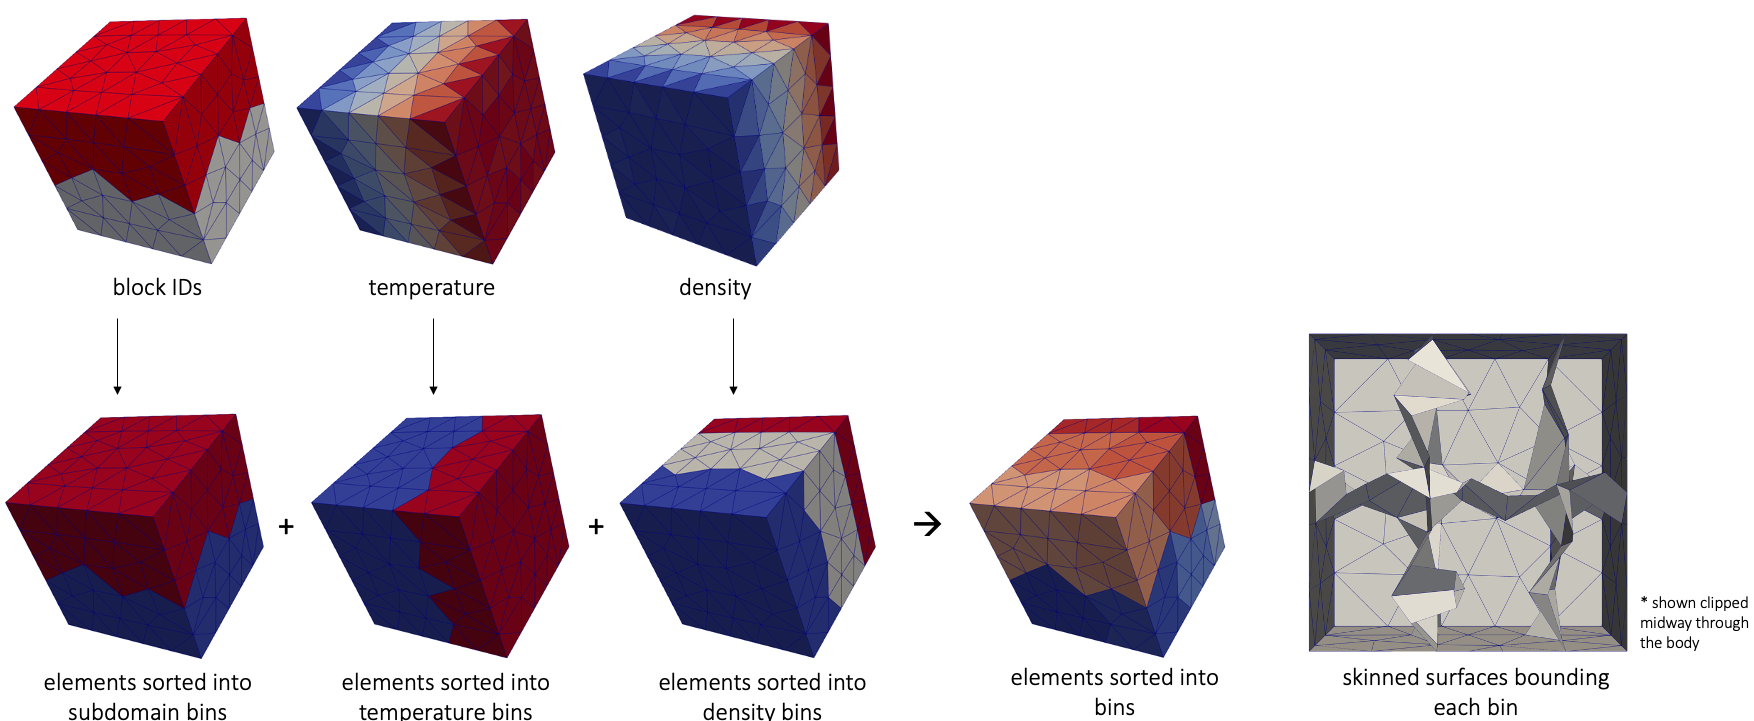 block IDs
temperature
density
+
+
→
* shown clipped
midway through
the body
elements sorted into
subdomain bins
elements sorted into
temperature bins
elements sorted into
density bins
elements sorted into
bins
skinned surfaces bounding
each bin